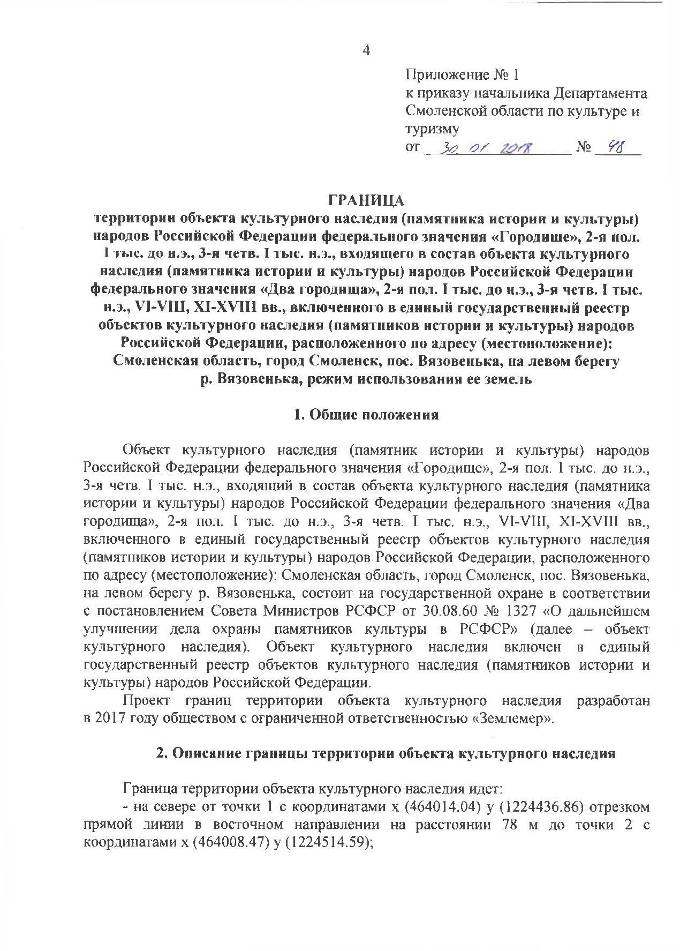 4
Приложение № 1
к приказу начальника Департамента
Смоленской области по культуре и
туризму
от 30.01 2018 № 48
ГРАНИЦА
территории объекта культурного наследия (памятника истории и культуры)
народов Российской Федерации федерального значения «Городище», 2-я пол.
I тыс. до н.э., 3-я четв. I тыс. н.э., входящего в состав объекта культурного
наследия (памятника истории и культуры) народов Российской Федерации
федерального значения «Два городища», 2-я пол. I тыс. до н.э., 3-я четв. I тыс.
н.э., VI-VIII, XI-XVIII вв., включенного в единый государственный реестр
объектов культурного наследия (памятников истории и культуры) народов
Российской Федерации, расположенного по адресу (местоположение):
Смоленская область, город Смоленск, пос. Вязовенька, на левом берегу
р. Вязовенька, режим использования ее земель
1. Общие положения
Объект культурного наследия (памятник истории и культуры) народов
Российской Федерации федерального значения «Городище», 2-я пол. I тыс. до н.э.,
3-я четв. I тыс. н.э., входящий в состав объекта культурного наследия (памятника
истории и культуры) народов Российской Федерации федерального значения «Два
городища», 2-я пол. I тыс. до н.э., 3-я четв. I тыс. н.э., VI-VIII, XI-XVIII вв.,
включенного в единый государственный реестр объектов культурного наследия
(памятников истории и культуры) народов Российской Федерации, расположенного
по адресу (местоположение): Смоленская область, город Смоленск, пос. Вязовенька,
на левом берегу р. Вязовенька, состоит на государственной охране в соответствии
с постановлением Совета Министров РСФСР от 30.08.60 № 1327 «О дальнейшем
улучшении дела охраны памятников культуры в РСФСР» (далее – объект
культурного наследия). Объект культурного наследия включен в единый
государственный реестр объектов культурного наследия (памятников истории и
культуры) народов Российской Федерации.
Проект границ территории объекта культурного наследия разработан
в 2017 году обществом с ограниченной ответственностью «Землемер».
2. Описание границы территории объекта культурного наследия
Граница территории объекта культурного наследия идет:
- на севере от точки 1 с координатами x (464014.04) y (1224436.86) отрезком
прямой линии в восточном направлении на расстоянии 78 м до точки 2 с
координатами x (464008.47) y (1224514.59);